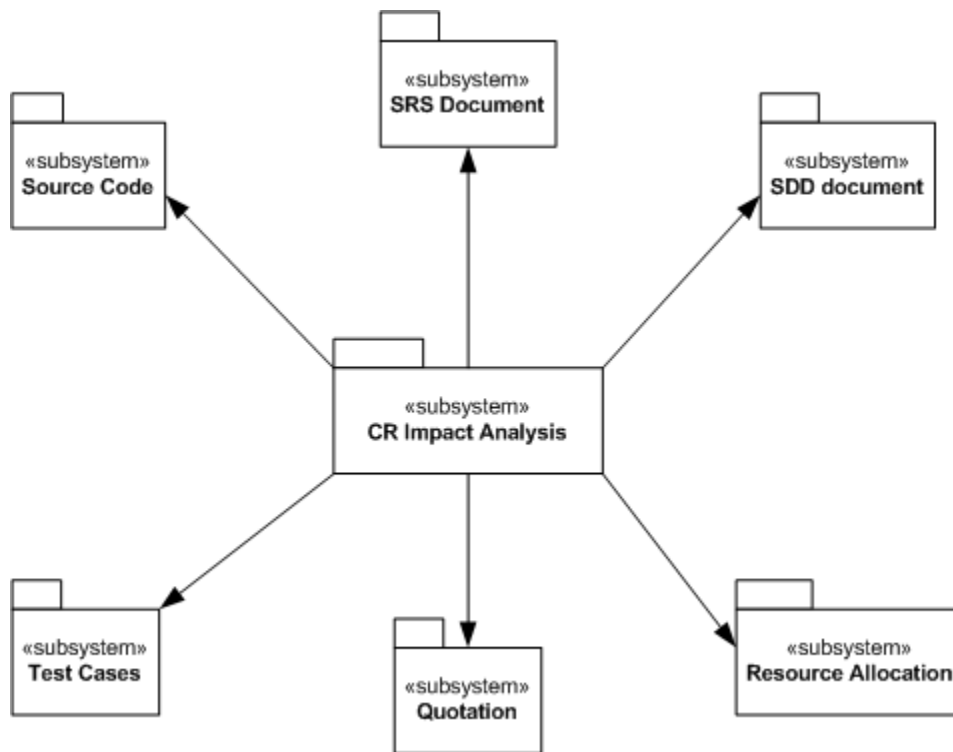 «subsystem»
SRS Document
«subsystem»
Source Code
«subsystem»
SDD document
«subsystem»
CR Impact Analysis
«subsystem»
Test Cases
«subsystem»
Quotation
«subsystem»
Resource Allocation